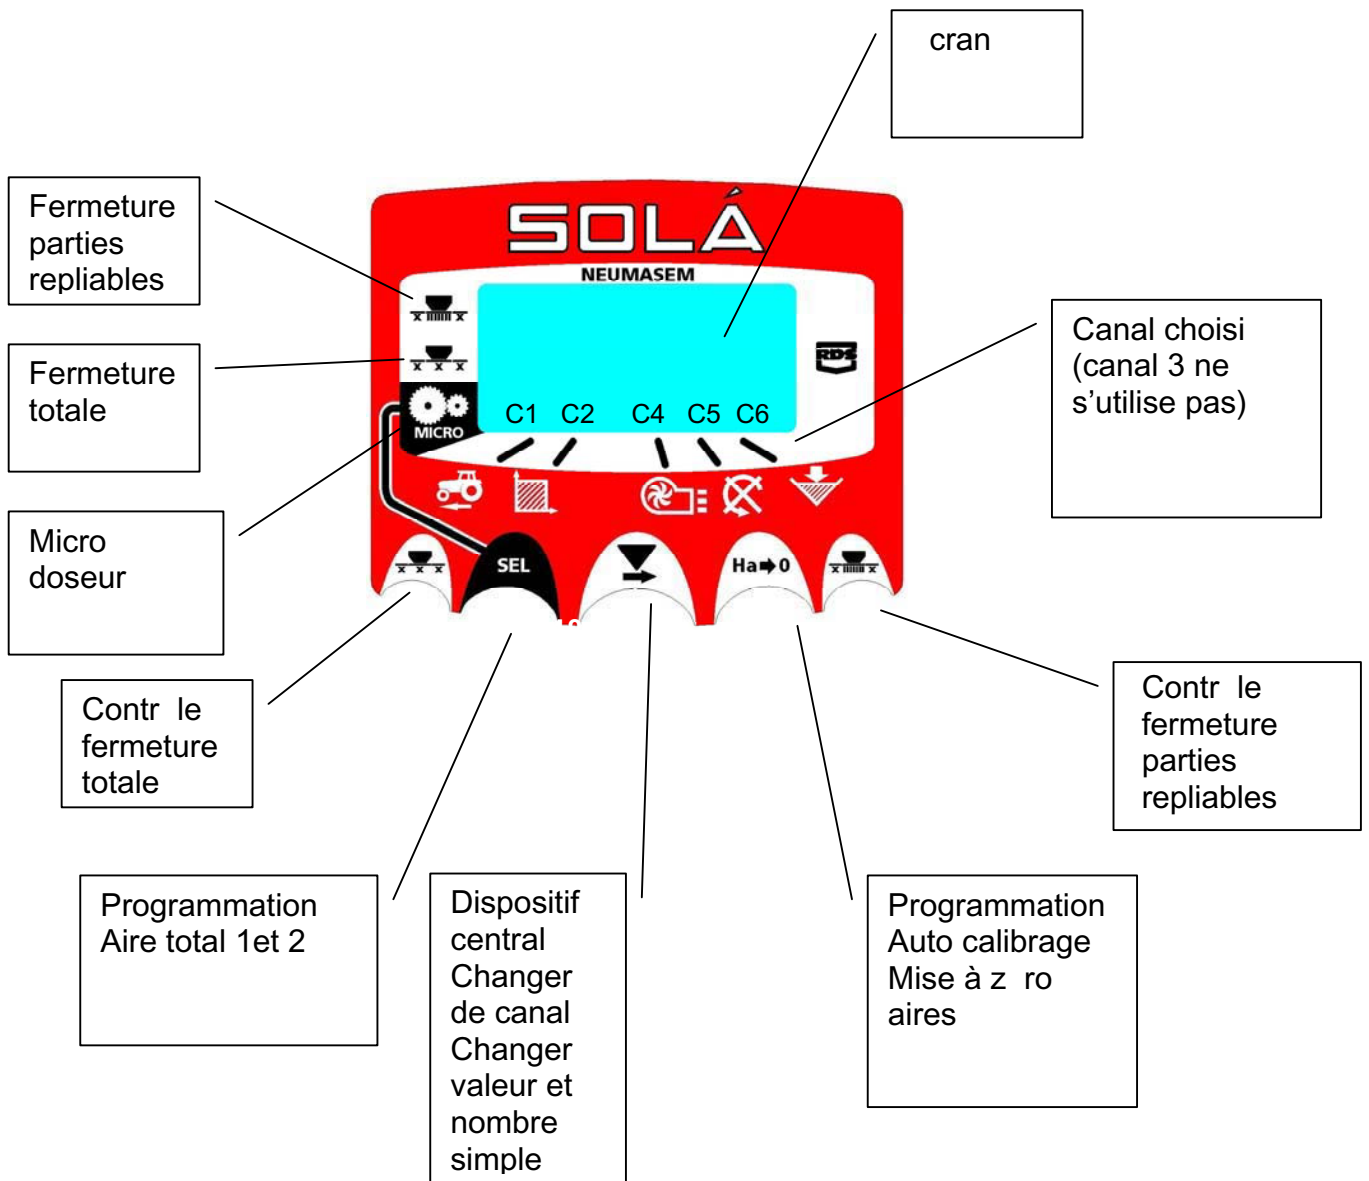 cran
Fermeture
parties
repliables
SOLÁ
NEUMASEM
Canal choisi
(canal 3 ne
s’utilise pas)
RDS
Fermeture
totale
MICRO
C1 C2 C4 C5 C6
Micro
doseur
SEL
Ha➡0
Contr le
fermeture
totale
Contr le
fermeture
parties
repliables
Programmation
Aire total 1et 2
Dispositif
central
Changer
de canal
Changer
valeur et
nombre
simple
Programmation
Auto calibrage
Mise à z ro
aires